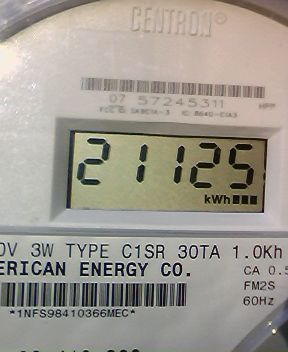 CENTRON®
07 57245311
21125
kWh
0V 3W TYPE C1SR 30TA 1.0Kh
ERICAN ENERGY CO.
CA 0.5
FM2S
60Hz
*1NFS98410366MEC*